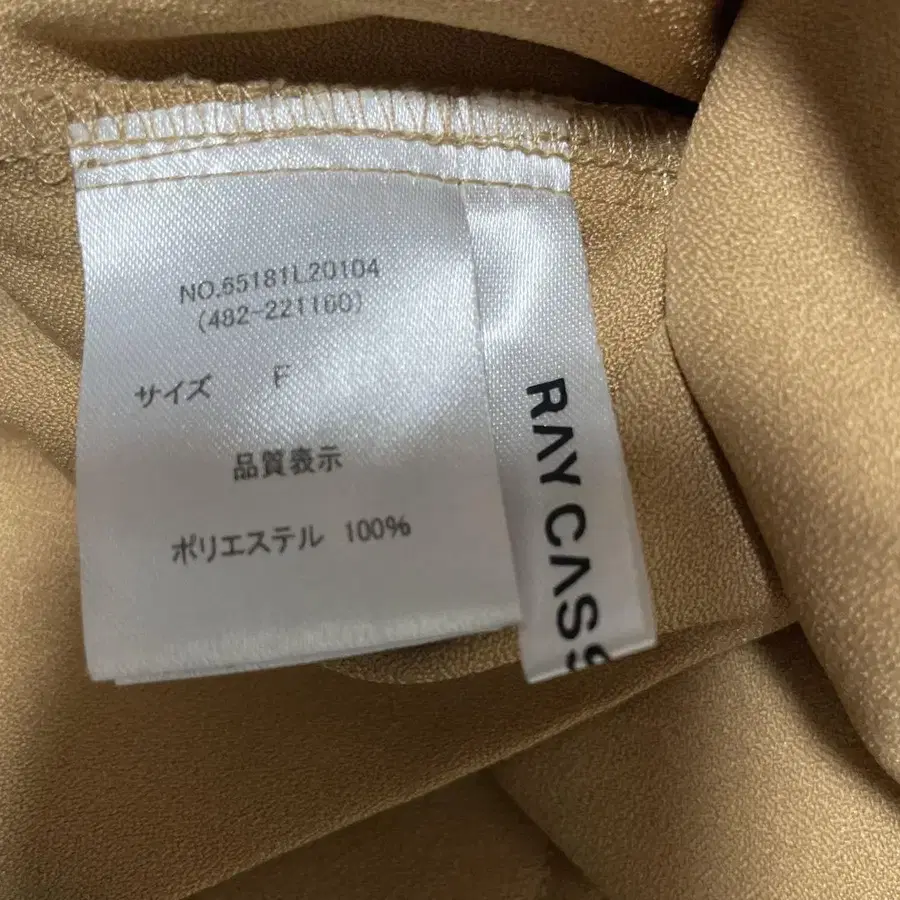 NO.65181L20104
(482-221160)
サイズ F
品質表示
ポリエステル 100%
RAY CAS